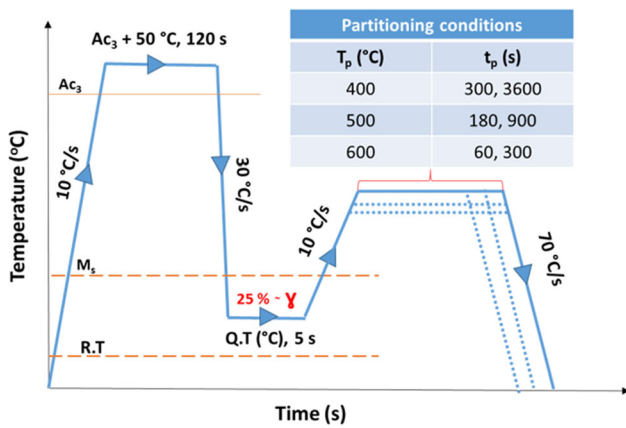 Partitioning conditions
Tₚ (°C) tₚ (s)
400 300, 3600
500 180, 900
600 60, 300
Ac₃ + 50 °C, 120 s
Ac₃
10 °C/s
30 °C/s
10 °C/s
70 °C/s
Mₛ
25 % ~ ɣ
Q.T (°C), 5 s
R.T
Temperature (°C)
Time (s)